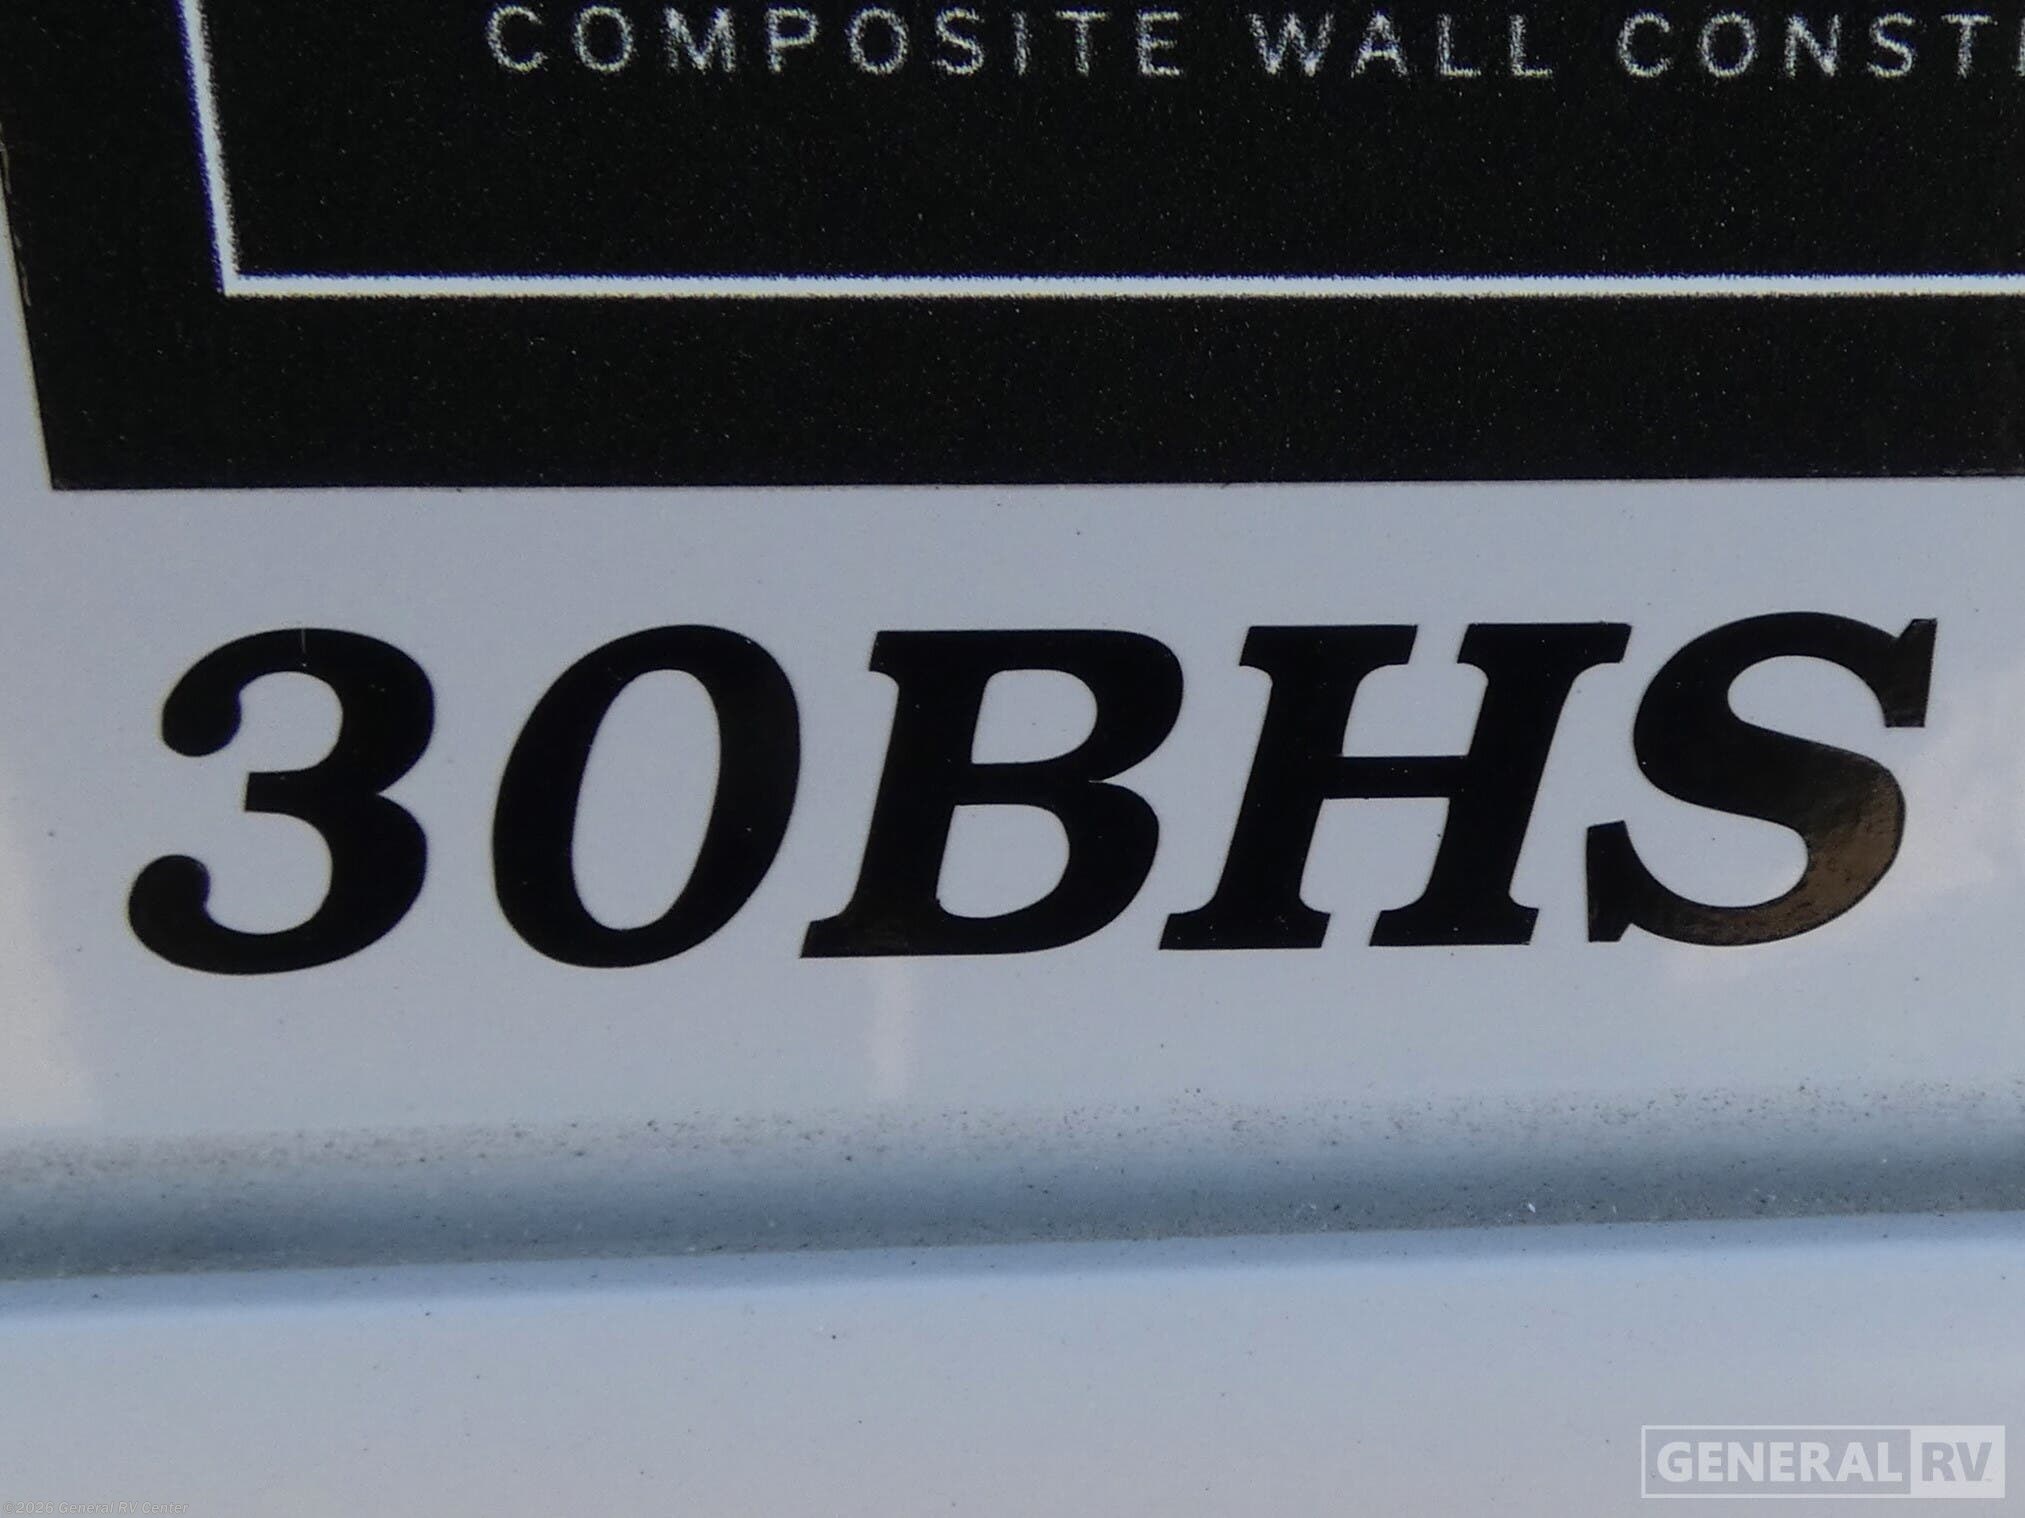 COMPOSITE WALL CONST
30BHS
GENERAL RV
©2025 General RV Center